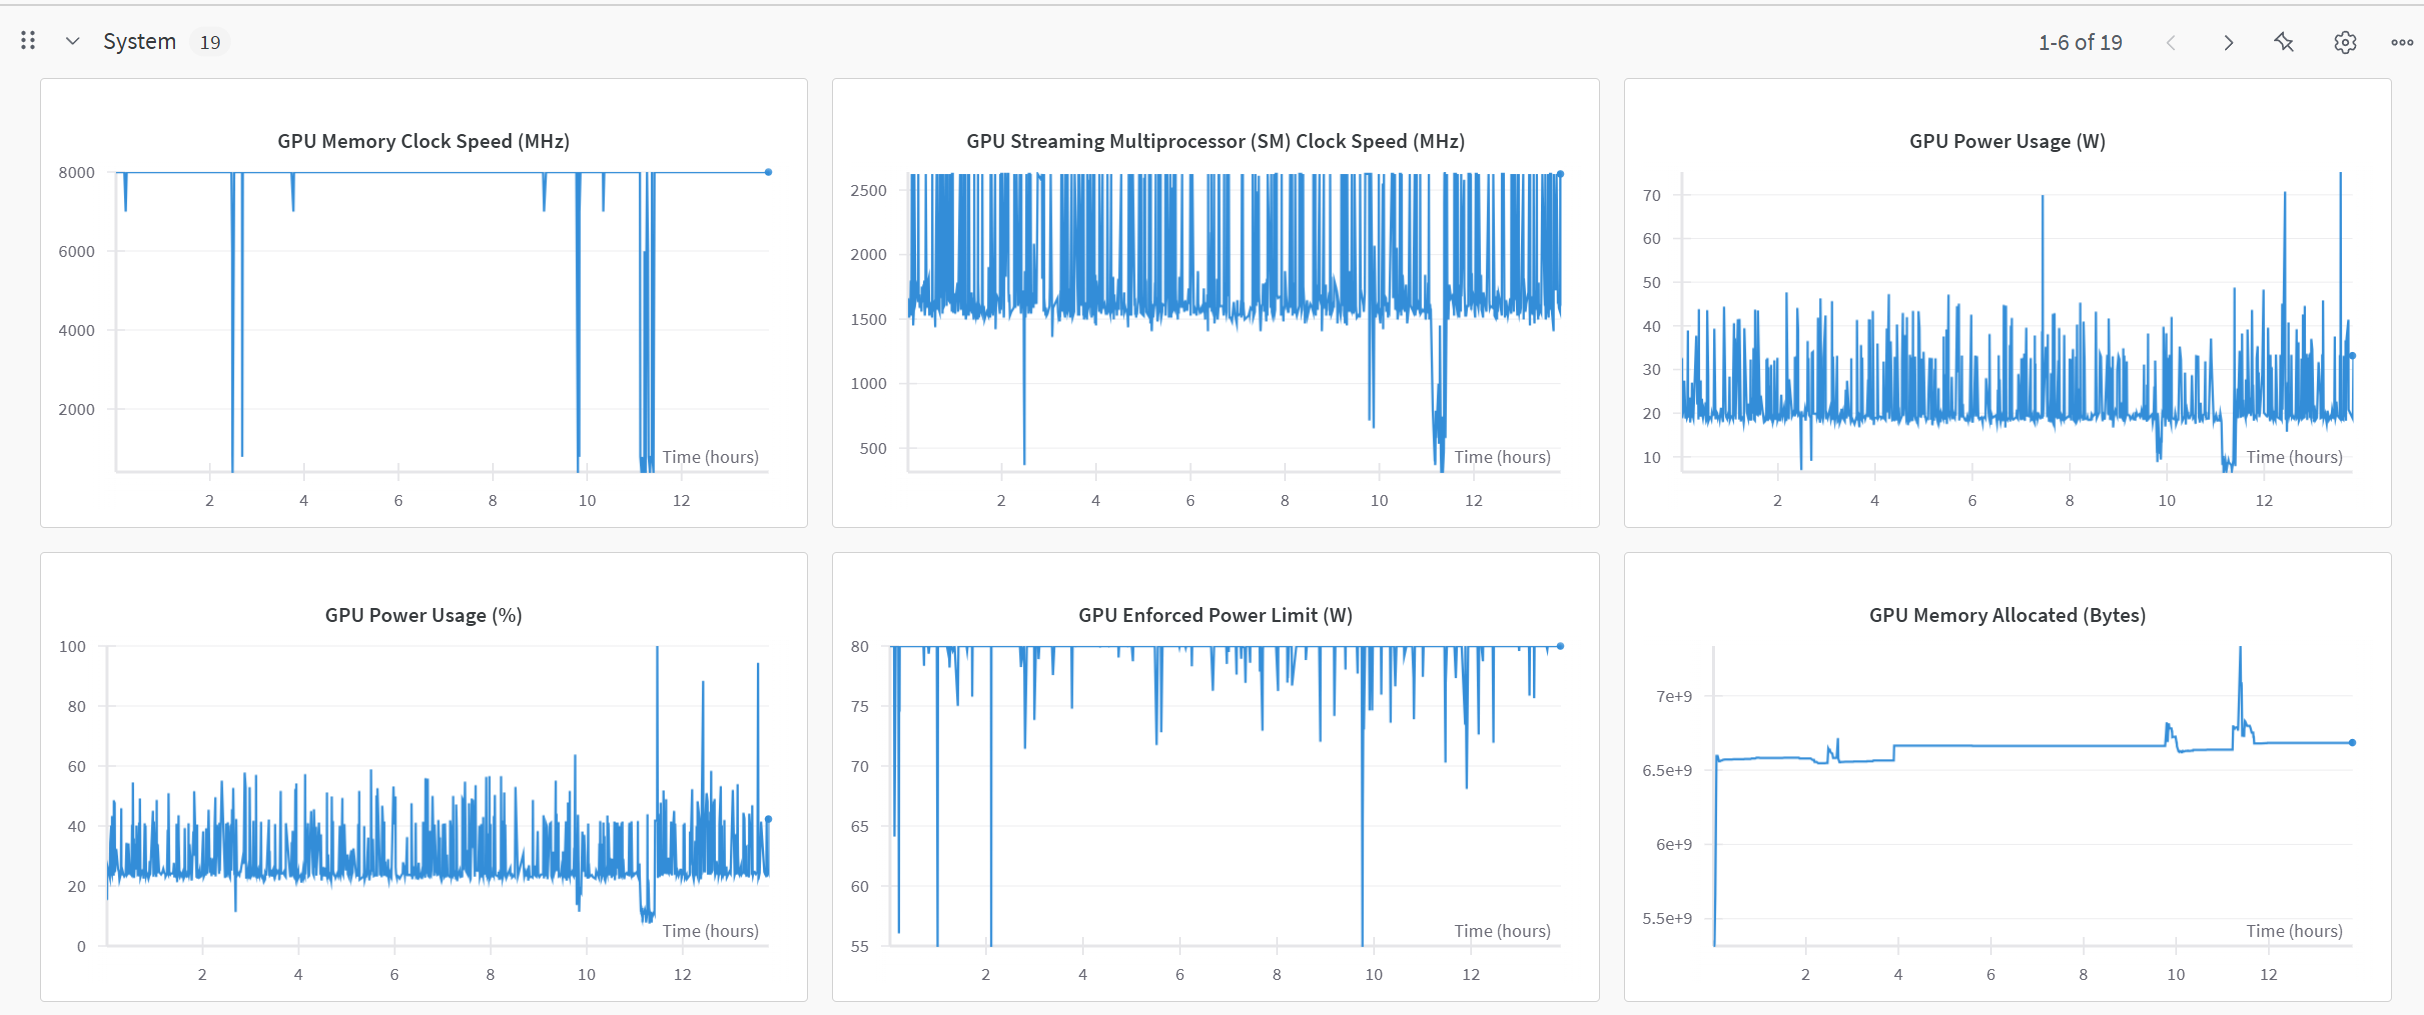 System 19
1-6 of 19
GPU Memory Clock Speed (MHz)
8000
6000
4000
2000
Time (hours)
2 4 6 8 10 12
GPU Streaming Multiprocessor (SM) Clock Speed (MHz)
2500
2000
1500
1000
500
Time (hours)
2 4 6 8 10 12
GPU Power Usage (W)
70
60
50
40
30
20
10
Time (hours)
2 4 6 8 10 12
GPU Power Usage (%)
100
80
60
40
20
0
Time (hours)
2 4 6 8 10 12
GPU Enforced Power Limit (W)
80
75
70
65
60
55
Time (hours)
2 4 6 8 10 12
GPU Memory Allocated (Bytes)
7e+9
6.5e+9
6e+9
5.5e+9
Time (hours)
2 4 6 8 10 12